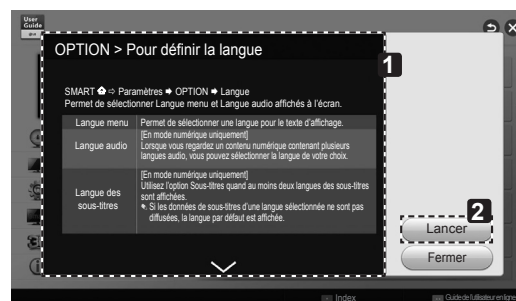 User
Guide
OPTION > Pour définir la langue
1
SMART ⇨ Paramètres ➡ OPTION ➡ Langue
Permet de sélectionner Langue menu et Langue audio affichés à l'écran.
Langue menu Permet de sélectionner une langue pour le texte d'affichage.
[En mode numérique uniquement]
Langue audio Lorsque vous regardez un contenu numérique contenant plusieurs
langues audio, vous pouvez sélectionner la langue de votre choix.
[En mode numérique uniquement]
Langue des
sous-titres
Utilisez l'option Sous-titres quand au moins deux langues des sous-titres
sont affichées.
Si les données de sous-titres d'une langue sélectionnée ne sont pas
diffusées, la langue par défaut est affichée.
2
Lancer
Fermer
Index
Guide de l'utilisateur en ligne